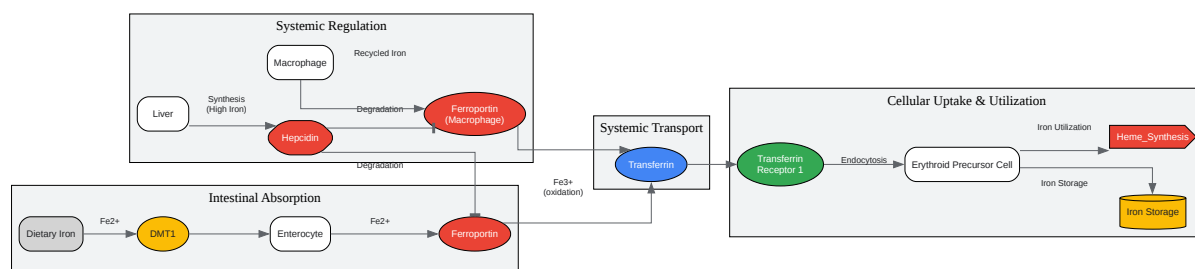 Systemic Regulation
Macrophage
Recycled Iron
Liver
Synthesis
(High Iron)
Hepcidin
Degradation
Ferroportin
(Macrophage)
Degradation
Intestinal Absorption
Dietary Iron
Fe2+
DMT1
Enterocyte
Fe2+
Ferroportin
Fe3+
(oxidation)
Systemic Transport
Transferrin
Cellular Uptake & Utilization
Transferrin
Receptor 1
Endocytosis
Erythroid Precursor Cell
Iron Utilization
Heme_Synthesis
Iron Storage
Iron Storage